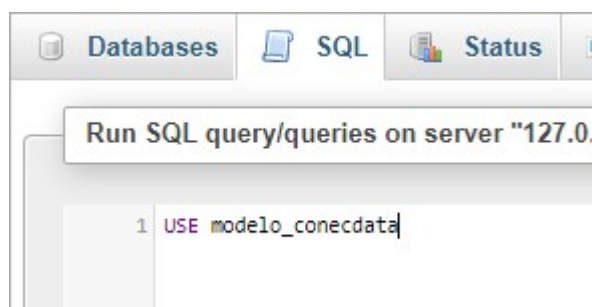 Databases SQL Status
Run SQL query/queries on server "127.0.
1 USE modelo_conecdata